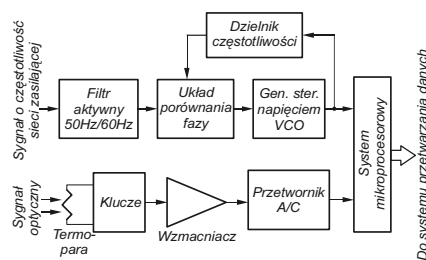 Dzielnik
częstotliwości
Sygnał o częstotliwość
sieci zasilającej
Filtr
aktywny
50Hz/60Hz
Układ
porównania
fazy
Gen. ster.
napięciem
VCO
System
mikroprocesorowy
Do systemu przetwarzania danych
Sygnał
optyczny
Termo-
para
Klucze
Wzmacniacz
Przetwornik
A/C